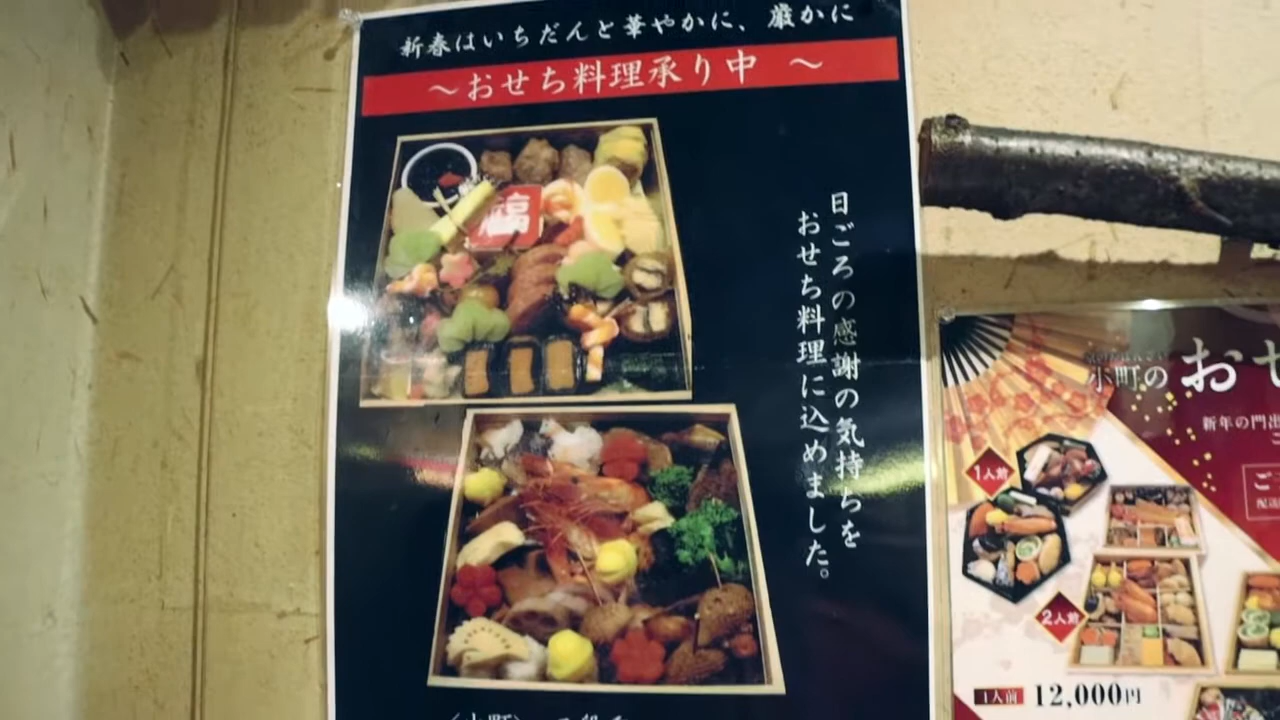 新春はいちだんと華やかに、厳かに
～おせち料理承り中 ～
福
日ごろの感謝の気持ちを
おせち料理に込めました。
小町のおせ
新年の門出
1人前
2人前
1人前 12,000円